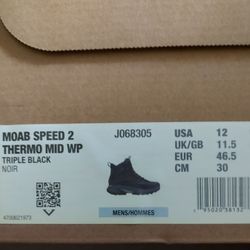 MOAB SPEED 2
THERMO MID WP
TRIPLE BLACK
NOIR
J068305
USA 12
UK/GB 11.5
EUR 46.5
CM 30
4700621973
MENS/HOMMES